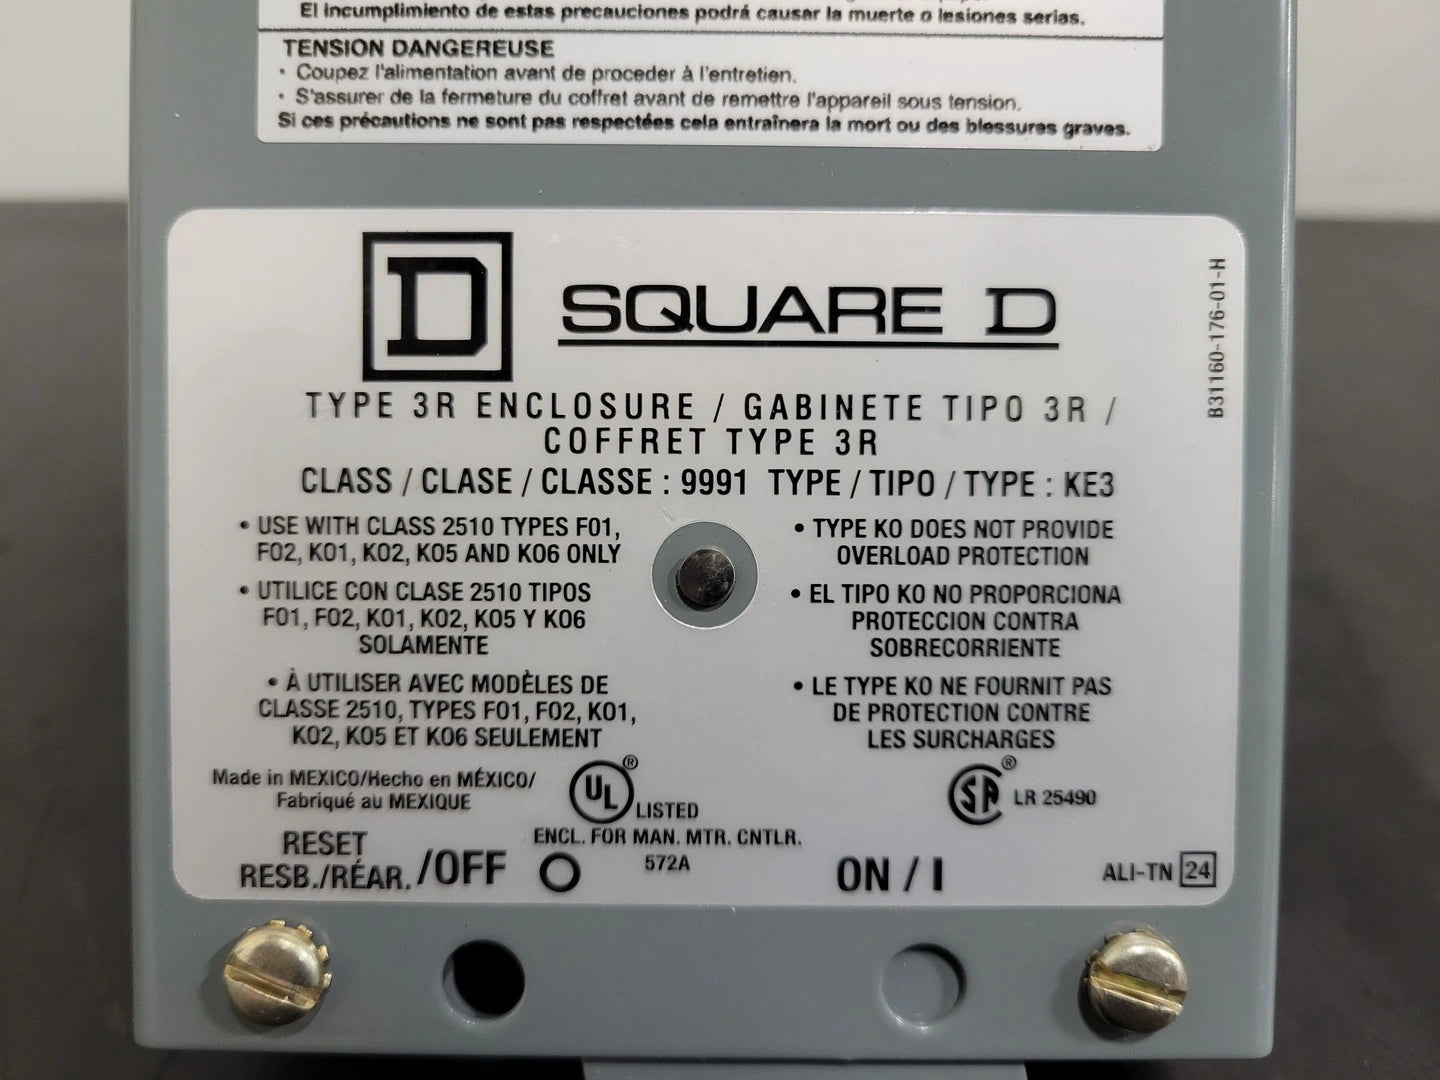 El incumplimiento de estas precauciones podrá causar la muerte o lesiones serias.
TENSION DANGEREUSE
• Coupez l'alimentation avant de proceder à l'entretien.
• S'assurer de la fermeture du coffret avant de remettre l'appareil sous tension.
Si ces précautions ne sont pas respectées cela entraînera la mort ou des blessures graves.
D SQUARE D
B31160-176-01-H
TYPE 3R ENCLOSURE / GABINETE TIPO 3R /
COFFRET TYPE 3R
CLASS / CLASE / CLASSE : 9991 TYPE / TIPO / TYPE : KE3
• USE WITH CLASS 2510 TYPES F01,
F02, K01, K02, K05 AND K06 ONLY
• UTILICE CON CLASE 2510 TIPOS
F01, F02, K01, K02, K05 Y K06
SOLAMENTE
• À UTILISER AVEC MODÈLES DE
CLASSE 2510, TYPES F01, F02, K01,
K02, K05 ET K06 SEULEMENT
• TYPE KO DOES NOT PROVIDE
OVERLOAD PROTECTION
• EL TIPO KO NO PROPORCIONA
PROTECCION CONTRA
SOBRECORRIENTE
• LE TYPE KO NE FOURNIT PAS
DE PROTECTION CONTRE
LES SURCHARGES
Made in MEXICO/Hecho en MÉXICO/
Fabriqué au MEXIQUE
UL® LISTED
ENCL. FOR MAN. MTR. CNTLR.
572A
SA® LR 25490
RESET
RESB./RÉAR. /OFF O
ON / I
ALI-TN 24